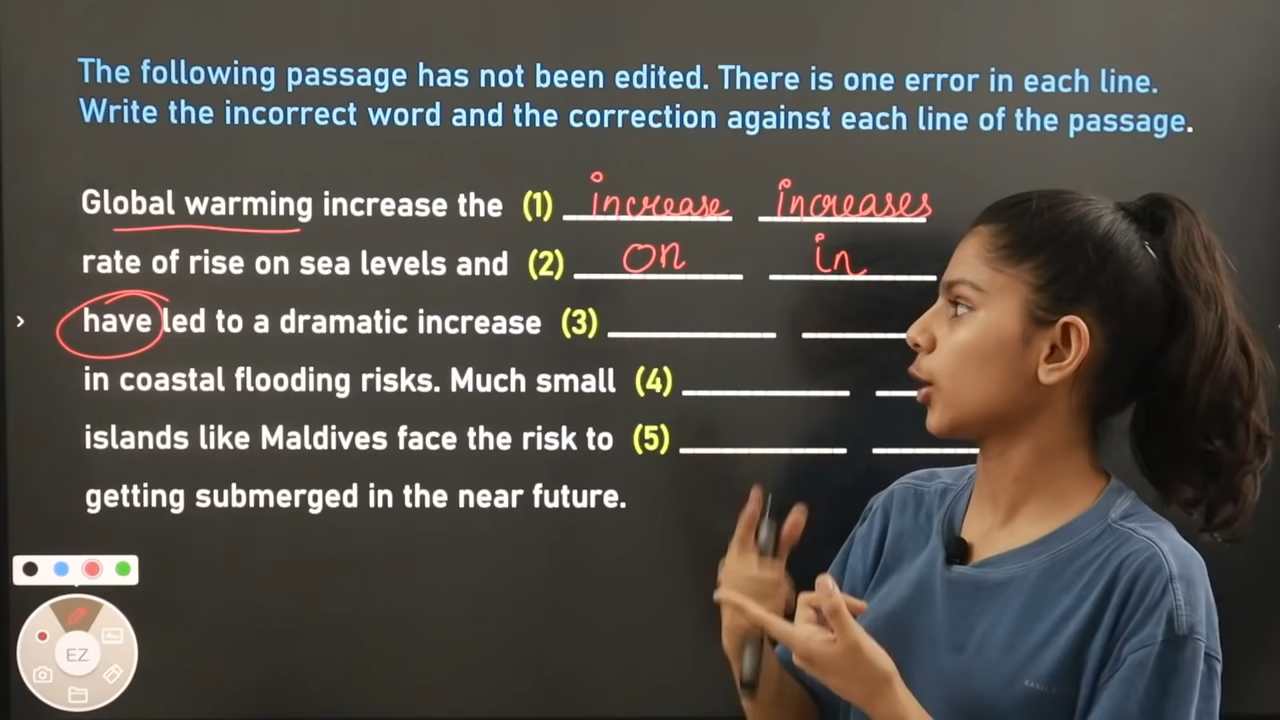 The following passage has not been edited. There is one error in each line.
Write the incorrect word and the correction against each line of the passage.
Global warming increase the (1) increase increases
rate of rise on sea levels and (2) on in
have led to a dramatic increase (3)
in coastal flooding risks. Much small (4)
islands like Maldives face the risk to (5)
getting submerged in the near future.
EZ